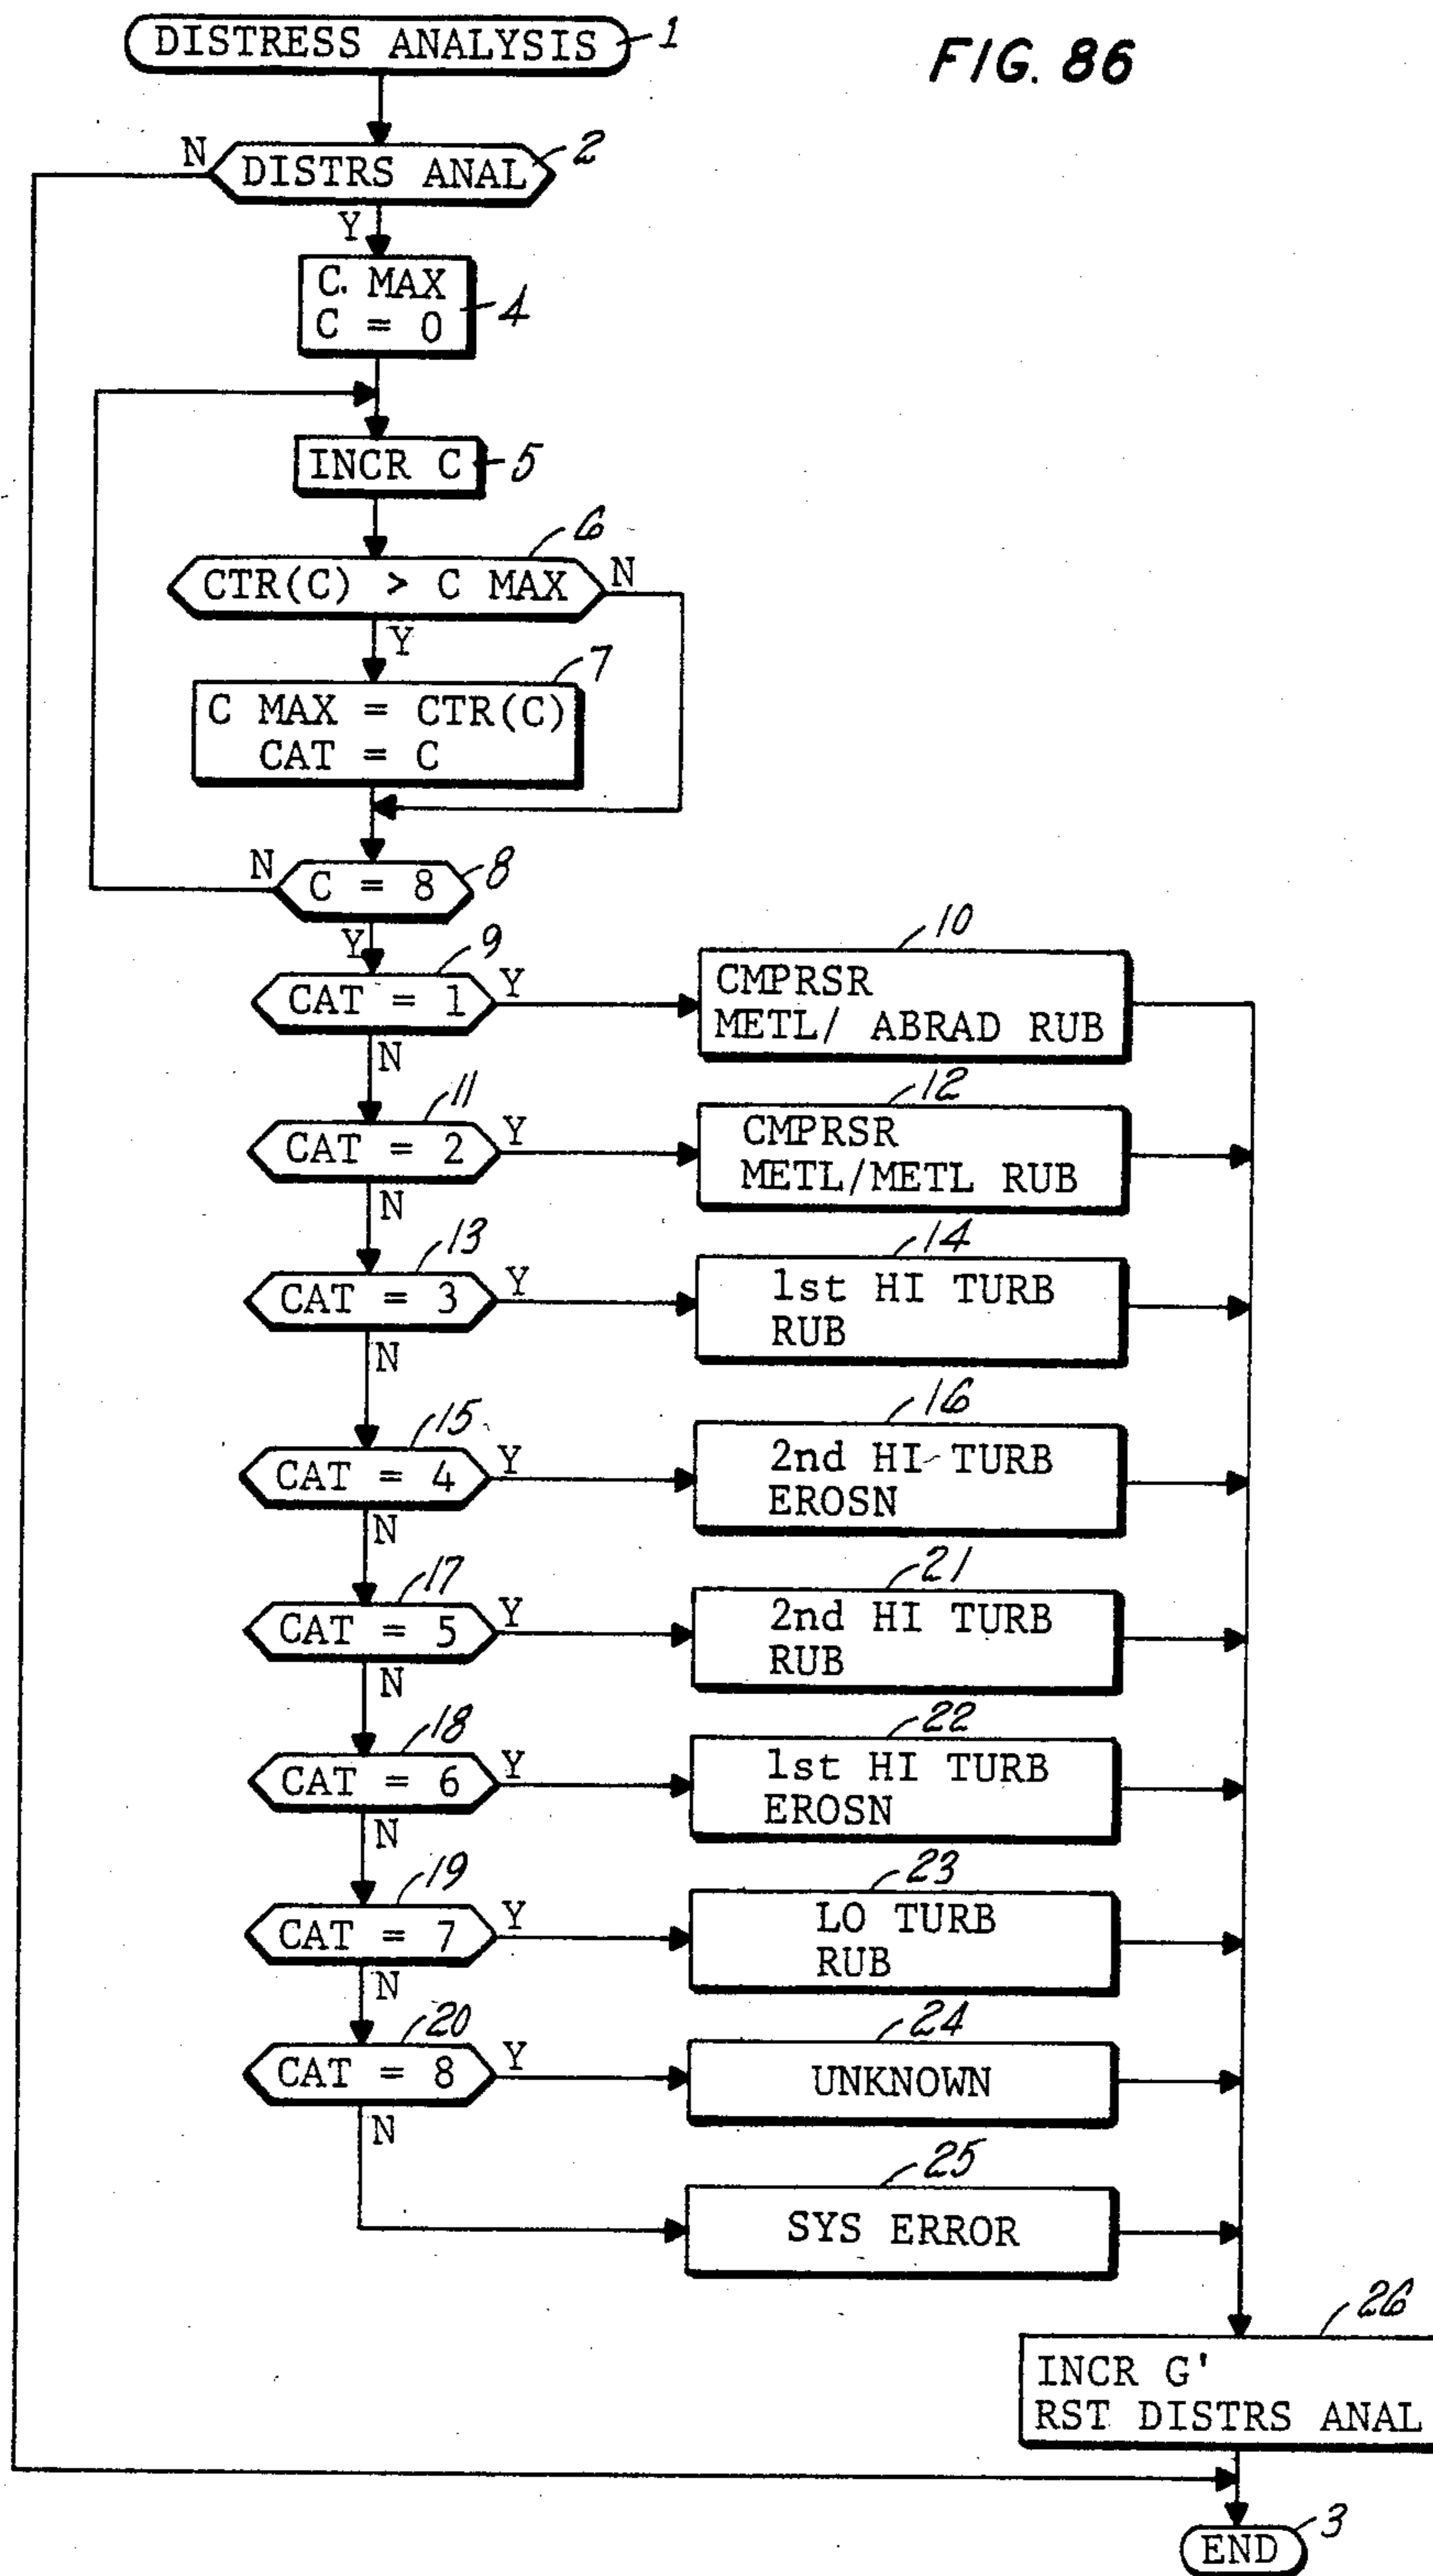 DISTRESS ANALYSIS 1
FIG. 86
N DISTRS ANAL 2
Y
C. MAX
C = 0 4
INCR C 5
6
CTR(C) > C MAX N
Y
7
C MAX = CTR(C)
CAT = C
N C = 8 8
Y
9
CAT = 1 Y
N
10
CMPRSR
METL/ ABRAD RUB
11
CAT = 2 Y
N
12
CMPRSR
METL/METL RUB
13
CAT = 3 Y
N
14
1st HI TURB
RUB
15
CAT = 4 Y
N
16
2nd HI TURB
EROSN
17
CAT = 5 Y
N
21
2nd HI TURB
RUB
18
CAT = 6 Y
N
22
1st HI TURB
EROSN
19
CAT = 7 Y
N
23
LO TURB
RUB
20
CAT = 8 Y
N
24
UNKNOWN
25
SYS ERROR
26
INCR G'
RST DISTRS ANAL
END 3